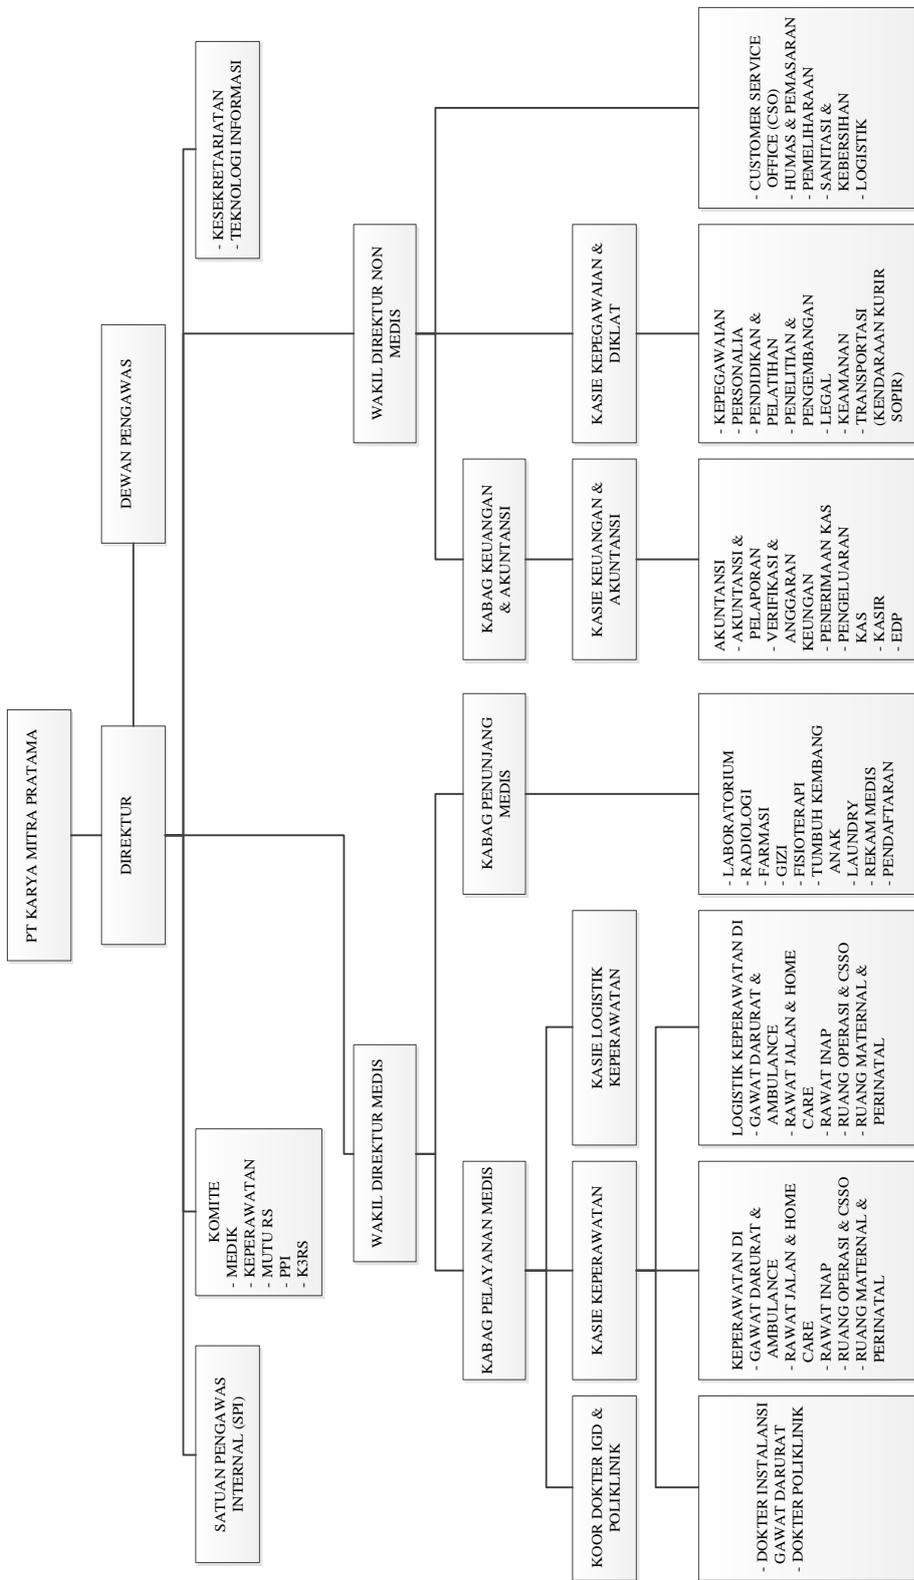 PT KARYA MITRA PRATAMA
DIREKTUR
DEWAN PENGAWAS
SATUAN PENGAWAS
INTERNAL (SPI)
KOMITE
- MEDIK
- KEPERAWATAN
- MUTU RS
- PPI
- K3RS
- KESEKRETARIATAN
- TEKNOLOGI INFORMASI
WAKIL DIREKTUR MEDIS
WAKIL DIREKTUR NON
MEDIS
KABAG PELAYANAN MEDIS
KABAG PENUNJANG
MEDIS
KABAG KEUANGAN
& AKUNTANSI
KOOR DOKTER IGD &
POLIKLINIK
KASIE KEPERAWATAN
KASIE LOGISTIK
KEPERAWATAN
KASIE KEUANGAN &
AKUNTANSI
KASIE KEPEGAWAIAN &
DIKLAT
- DOKTER INSTALANSI
GAWAT DARURAT
- DOKTER POLIKLINIK
KEPERAWATAN DI
- GAWAT DARURAT &
AMBULANCE
- RAWAT JALAN & HOME
CARE
- RAWAT INAP
- RUANG OPERASI & CSSO
- RUANG MATERNAL &
PERINATAL
LOGISTIK KEPERAWATAN DI
- GAWAT DARURAT &
AMBULANCE
- RAWAT JALAN & HOME
CARE
- RAWAT INAP
- RUANG OPERASI & CSSO
- RUANG MATERNAL &
PERINATAL
- LABORATORIUM
- RADIOLOGI
- FARMASI
- GIZI
- FISIOTERAPI
- TUMBUH KEMBANG
ANAK
- LAUNDRY
- REKAM MEDIS
- PENDAFTARAN
AKUNTANSI
- AKUNTANSI &
PELAPORAN
- VERIFIKASI &
ANGGARAN
KEUNGAN
- PENERIMAAN KAS
- PENGELUARAN
KAS
- KASIR
- EDP
- KEPEGAWAIAN
PERSONALIA
- PENDIDIKAN &
PELATIHAN
- PENELITIAN &
PENGEMBANGAN
- LEGAL
- KEAMANAN
- TRANSPORTASI
(KENDARAAN KURIR
SOPIR)
- CUSTOMER SERVICE
OFFICE (CSO)
- HUMAS & PEMASARAN
- PEMELIHARAAN
- SANITASI &
KEBERSIHAN
- LOGISTIK